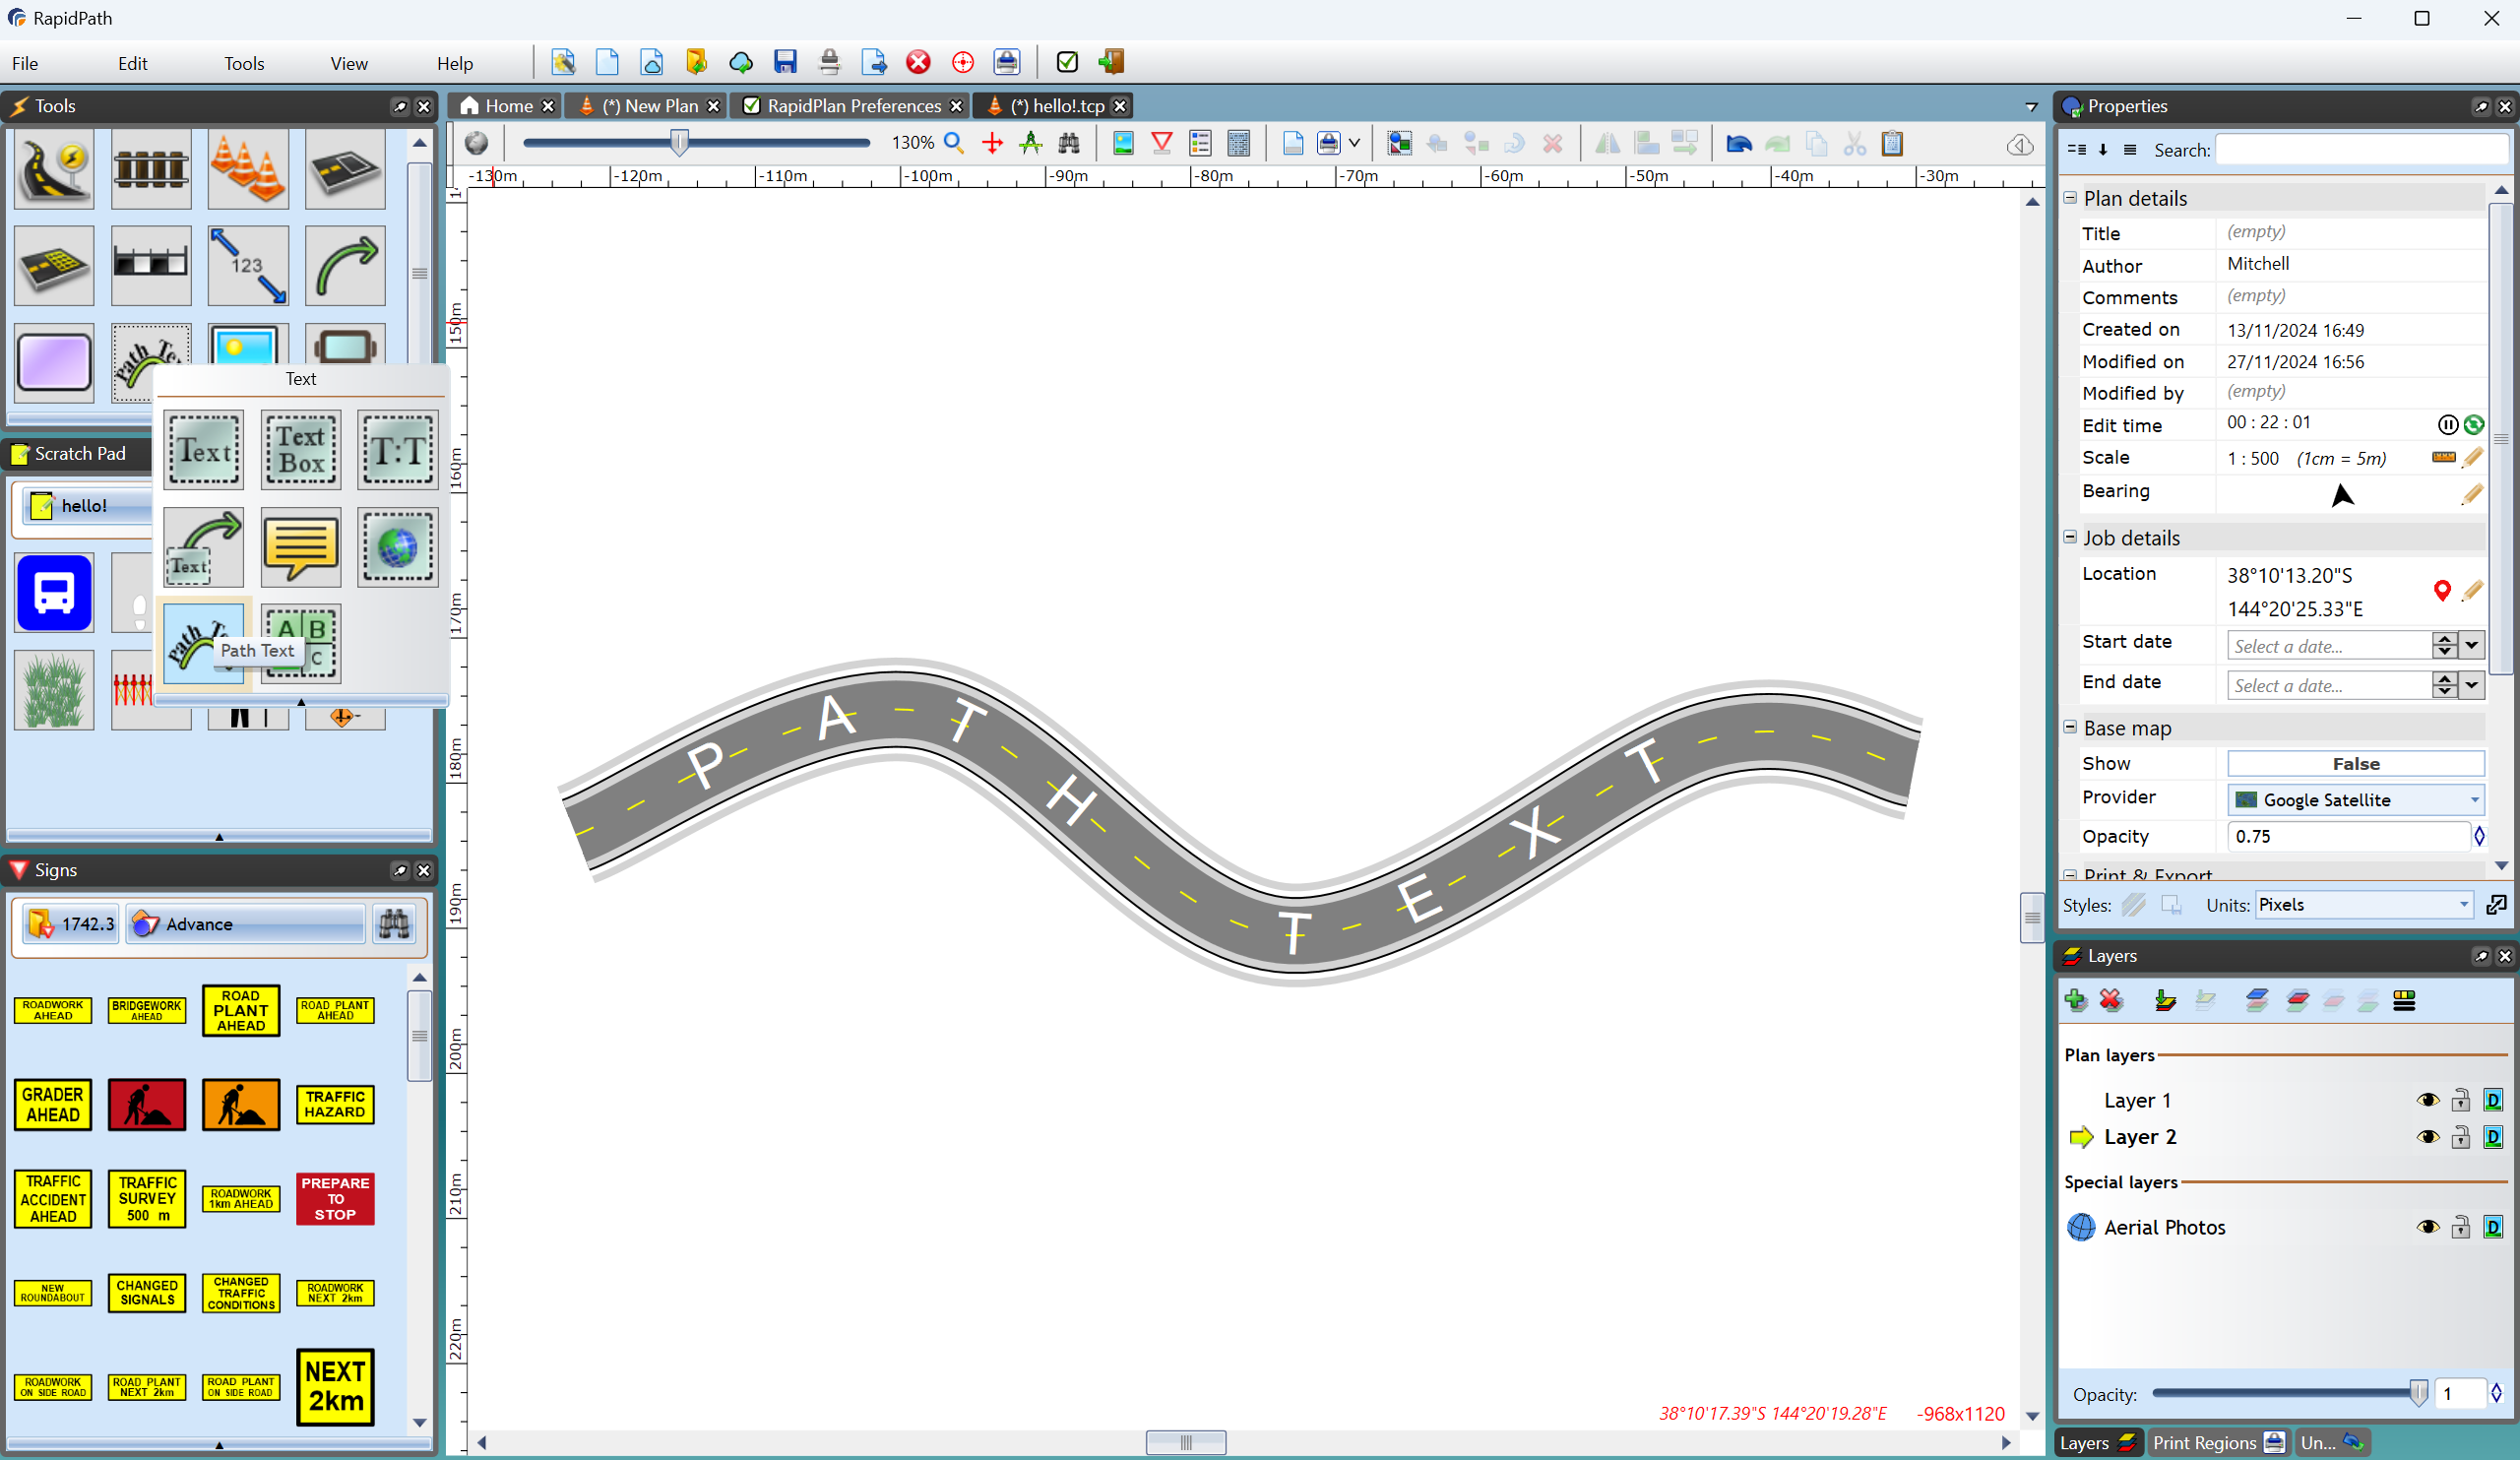 RapidPath
File Edit Tools View Help
Tools
Home (*) New Plan RapidPlan Preferences (*) hello!.tcp
130%
-130m -120m -110m -100m -90m -80m -70m -60m -50m -40m -30m
150m
160m
170m
180m
190m
200m
210m
220m
123
Path Te
Text
Text
Text Box
T:T
Text
Path Text
A B
C
Scratch Pad
hello!
Signs
1742.3 Advance
ROADWORK AHEAD
BRIDGEWORK AHEAD
ROAD PLANT AHEAD
ROAD PLANT AHEAD
GRADER AHEAD
TRAFFIC HAZARD
TRAFFIC ACCIDENT AHEAD
TRAFFIC SURVEY 500 m
ROADWORK 1km AHEAD
PREPARE TO STOP
NEW ROUNDABOUT
CHANGED SIGNALS
CHANGED TRAFFIC CONDITIONS
ROADWORK NEXT 2km
ROADWORK ON SIDE ROAD
ROAD PLANT NEXT 2km
ROAD PLANT ON SIDE ROAD
NEXT 2km
PATH TEXT
38°10'17.39"S 144°20'19.28"E -968x1120
Properties
Search:
Plan details
Title (empty)
Author Mitchell
Comments (empty)
Created on 13/11/2024 16:49
Modified on 27/11/2024 16:56
Modified by (empty)
Edit time 00 : 22 : 01
Scale 1 : 500 (1cm = 5m)
Bearing
Job details
Location 38°10'13.20"S
144°20'25.33"E
Start date Select a date...
End date Select a date...
Base map
Show False
Provider Google Satellite
Opacity 0.75
Print & Export
Styles: Units: Pixels
Layers
Plan layers
Layer 1 D
Layer 2 D
Special layers
Aerial Photos D
Opacity: 1
Layers Print Regions Un...